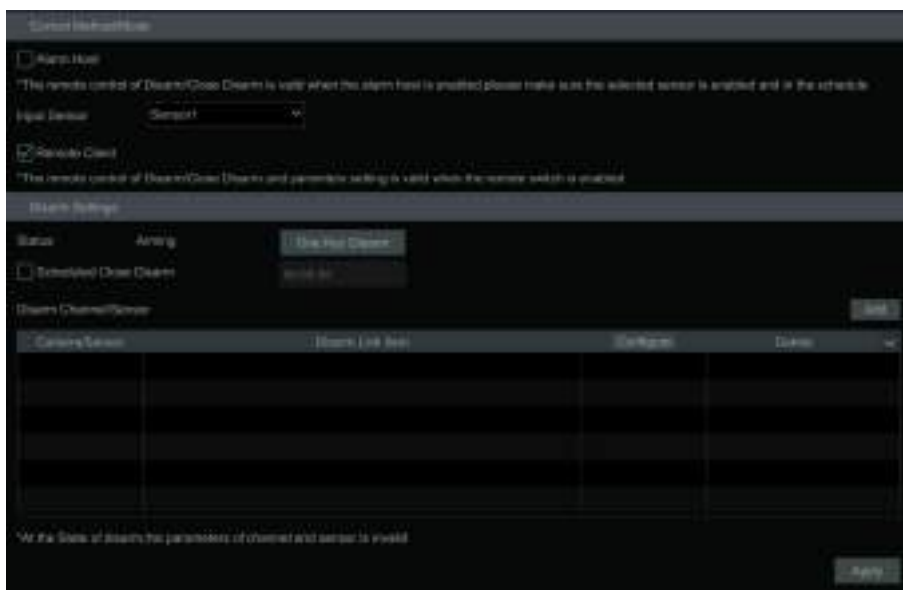 Control Method/Mode
Alarm Host
*The remote control of Disarm/Close Disarm is valid when the alarm host is enabled,please make sure the selected sensor is enabled and in the schedule
Input Sensor Sensor1
Remote Client
*The remote control of Disarm/Close Disarm and parameters setting is valid when the remote switch is enabled
Disarm Settings
Status Arming One Key Disarm
Scheduled Close Disarm
Disarm Channel/Sensor Add
Camera/Sensor Disarm Link Item Configure Delete
*At the State of disarm,the parameters of channel and sensor is invalid
Apply